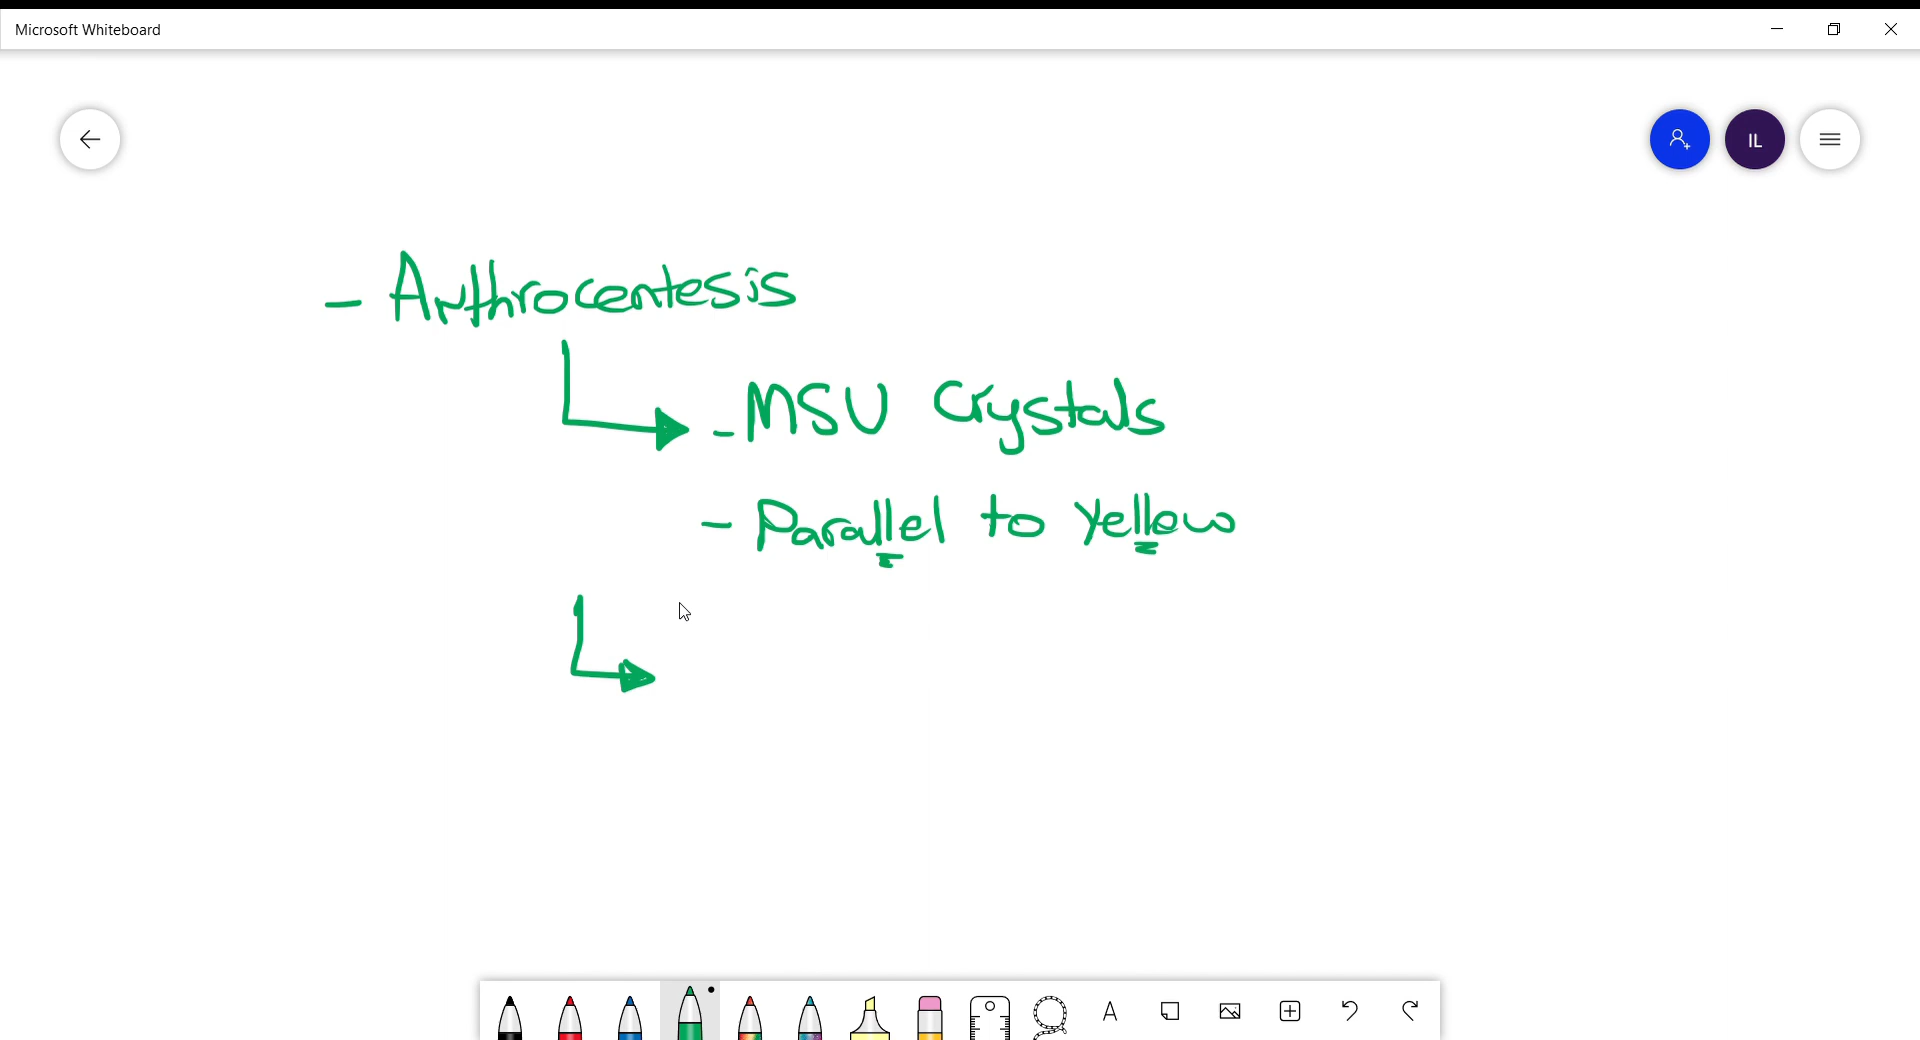 Microsoft Whiteboard
IL
- Arthrocentesis
- MSU Crystals
- Parallel to yellow
A